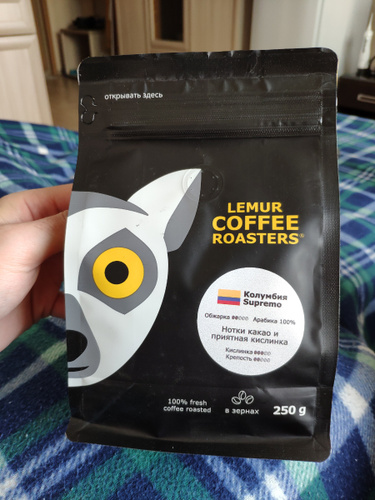 открывать здесь
LEMUR
COFFEE
ROASTERS®
Колумбия
Supremo
Обжарка Арабика 100%
Нотки какао и
приятная кислинка
Кислинка
Крепость
100% fresh
coffee roasted
в зернах
250 g